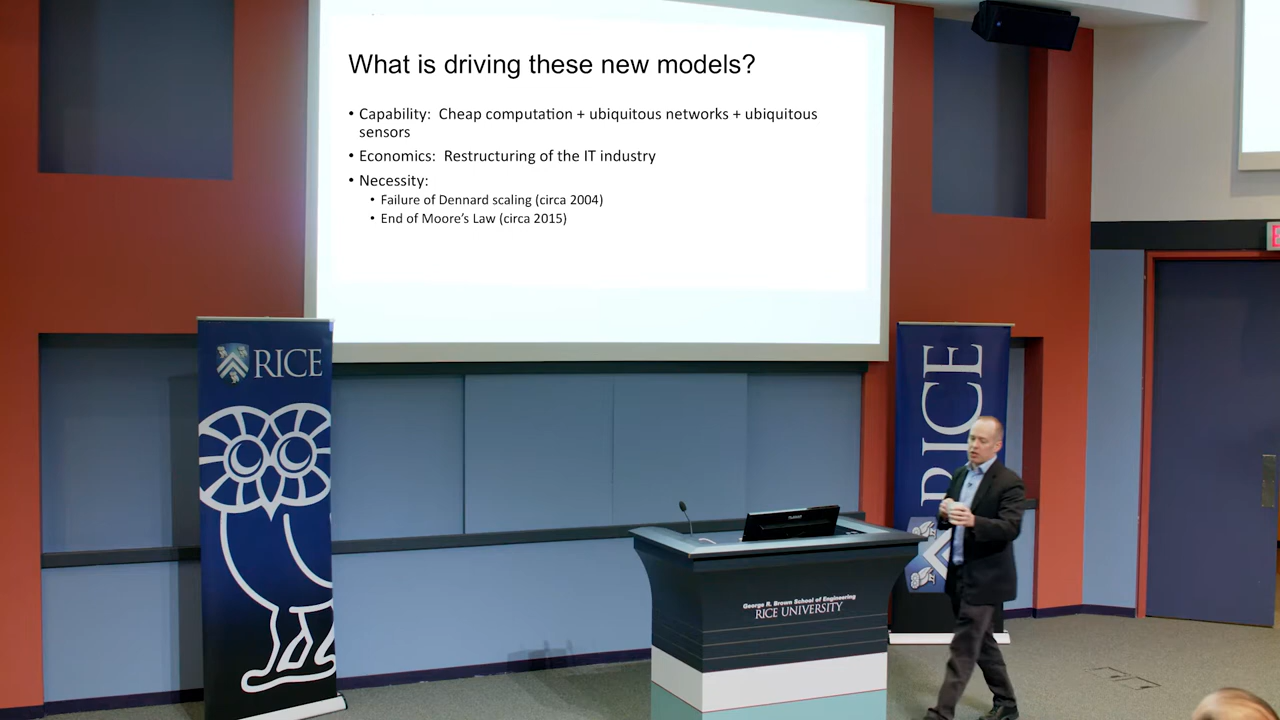 What is driving these new models?
• Capability: Cheap computation + ubiquitous networks + ubiquitous
sensors
• Economics: Restructuring of the IT industry
• Necessity:
• Failure of Dennard scaling (circa 2004)
• End of Moore's Law (circa 2015)
RICE
RICE
George R. Brown School of Engineering
RICE UNIVERSITY